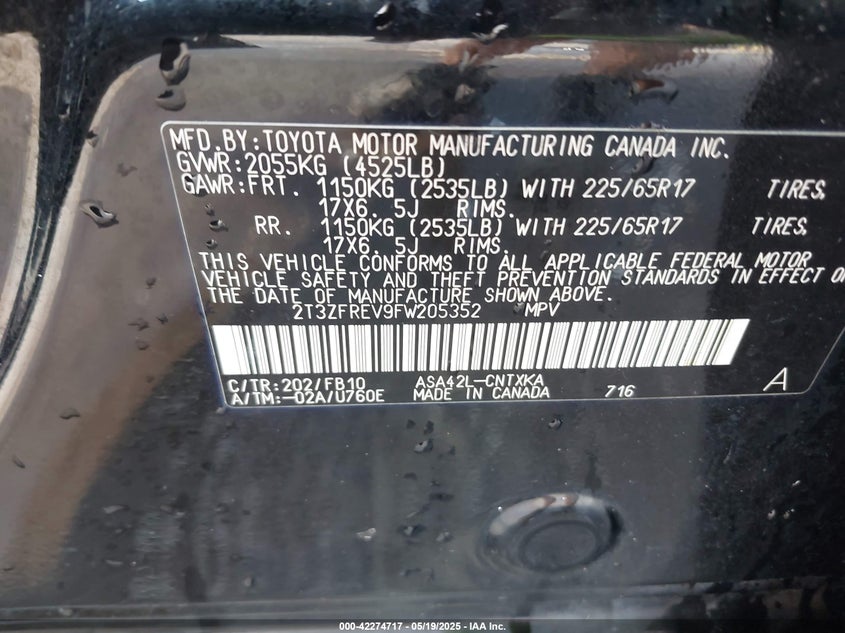 MFD. BY: TOYOTA MOTOR MANUFACTURING CANADA INC.
GVWR: 2055KG (4525LB)
GAWR: FRT. 1150KG (2535LB) WITH 225/65R17 TIRES,
17X6. 5J RIMS.
RR. 1150KG (2535LB) WITH 225/65R17 TIRES,
17X6. 5J RIMS.
THIS VEHICLE CONFORMS TO ALL APPLICABLE FEDERAL MOTOR
VEHICLE SAFETY AND THEFT PREVENTION STANDARDS IN EFFECT ON
THE DATE OF MANUFACTURE SHOWN ABOVE.
2T3ZFREV9FW205352 MPV
C/TR: 202/FB10 ASA42L-CNTXKA A
A/TM: -02A/U760E MADE IN CANADA 716
000-42274717 - 05/19/2025 - IAA Inc.